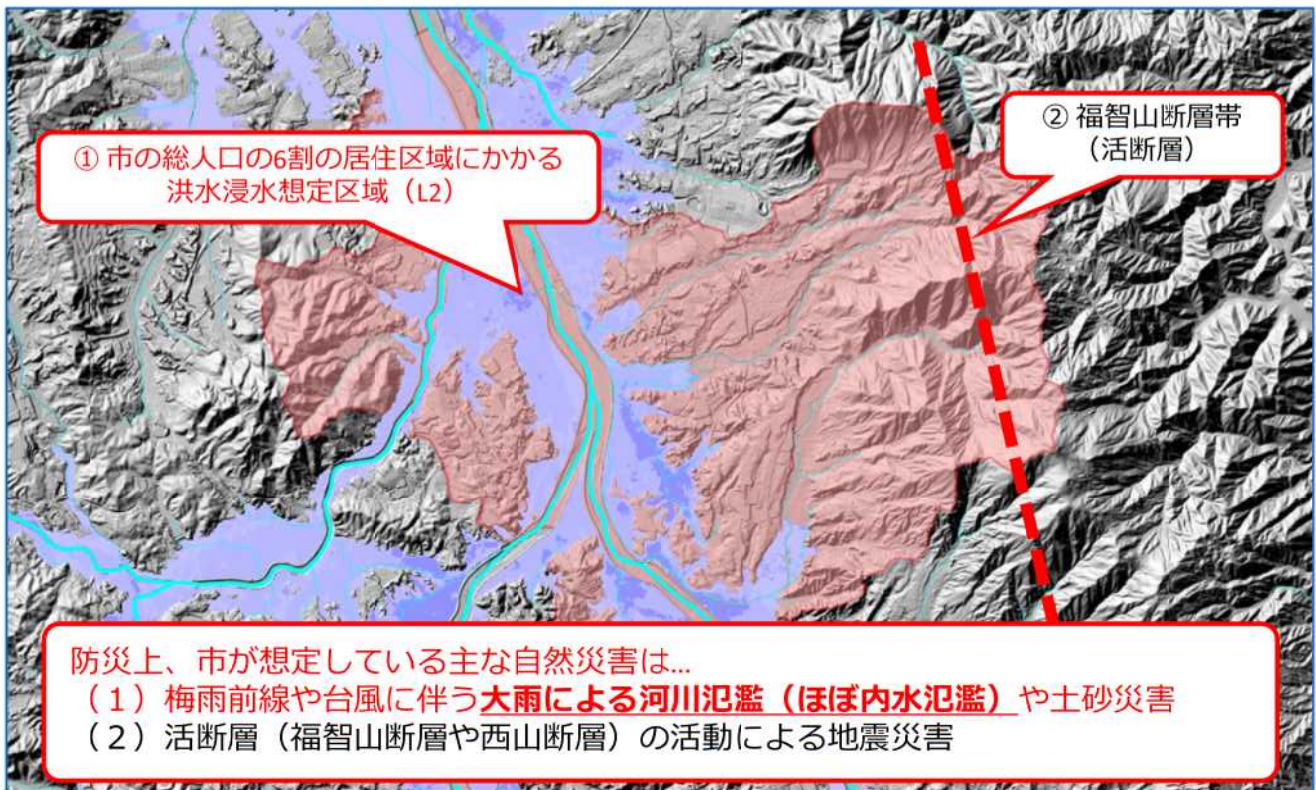 ① 市の総人口の6割の居住区域にかかる
洪水浸水想定区域（L2）
② 福智山断層帯
（活断層）
防災上、市が想定している主な自然災害は...
（１）梅雨前線や台風に伴う大雨による河川氾濫（ほぼ内水氾濫）や土砂災害
（２）活断層（福智山断層や西山断層）の活動による地震災害